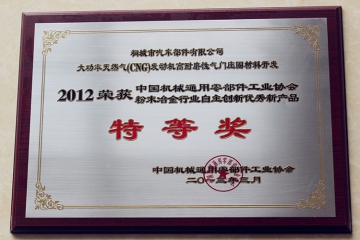 桐城市汽车部件有限公司
大功率天然气(CNG)发动机高耐磨蚀气门座圈材料开发
2012荣获 中国机械通用零部件工业协会
粉末冶金行业自主创新优秀新产品
特等奖
中国机械通用零部件工业协会
二〇一三年三月